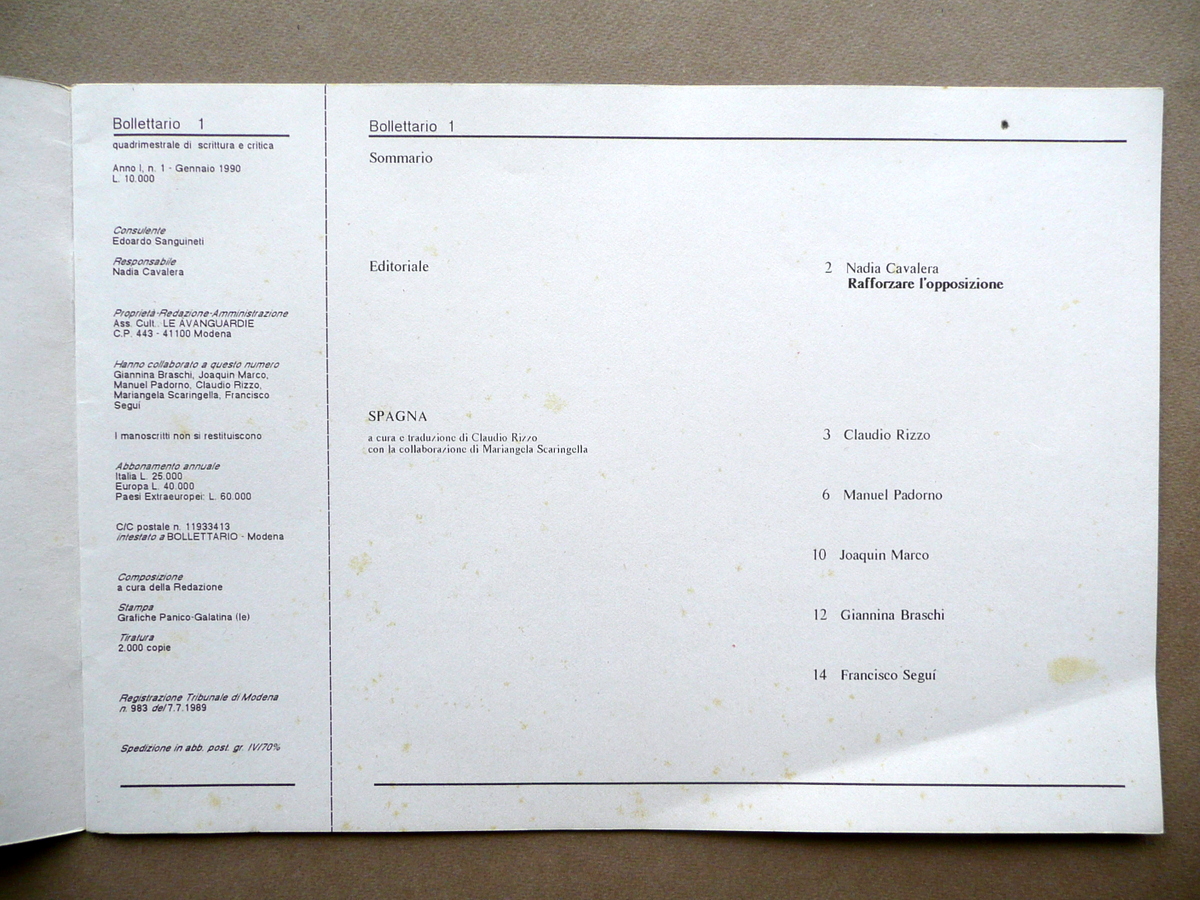 Bollettario 1
quadrimestrale di scrittura e critica
Anno I, n. 1 - Gennaio 1990
L. 10.000
Consulente
Edoardo Sanguineti
Responsabile
Nadia Cavalera
Proprietà-Redazione-Amministrazione
Ass. Cult. LE AVANGUARDIE
C.P. 443 - 41100 Modena
Hanno collaborato a questo numero
Giannina Braschi, Joaquin Marco,
Manuel Padorno, Claudio Rizzo,
Mariangela Scaringella, Francisco
Seguí
I manoscritti non si restituiscono
Abbonamento annuale
Italia L. 25.000
Europa L. 40.000
Paesi Extraeuropei: L. 60.000
C/C postale n. 11933413
intestato a BOLLETTARIO - Modena
Composizione
a cura della Redazione
Stampa
Grafiche Panico-Galatina (le)
Tiratura
2.000 copie
Registrazione Tribunale di Modena
n. 983 del 7.7.1989
Spedizione in abb. post. gr. IV/70%
Bollettario 1
Sommario
Editoriale
2 Nadia Cavalera
Rafforzare l'opposizione
SPAGNA
a cura e traduzione di Claudio Rizzo
con la collaborazione di Mariangela Scaringella
3 Claudio Rizzo
6 Manuel Padorno
10 Joaquin Marco
12 Giannina Braschi
14 Francisco Seguí